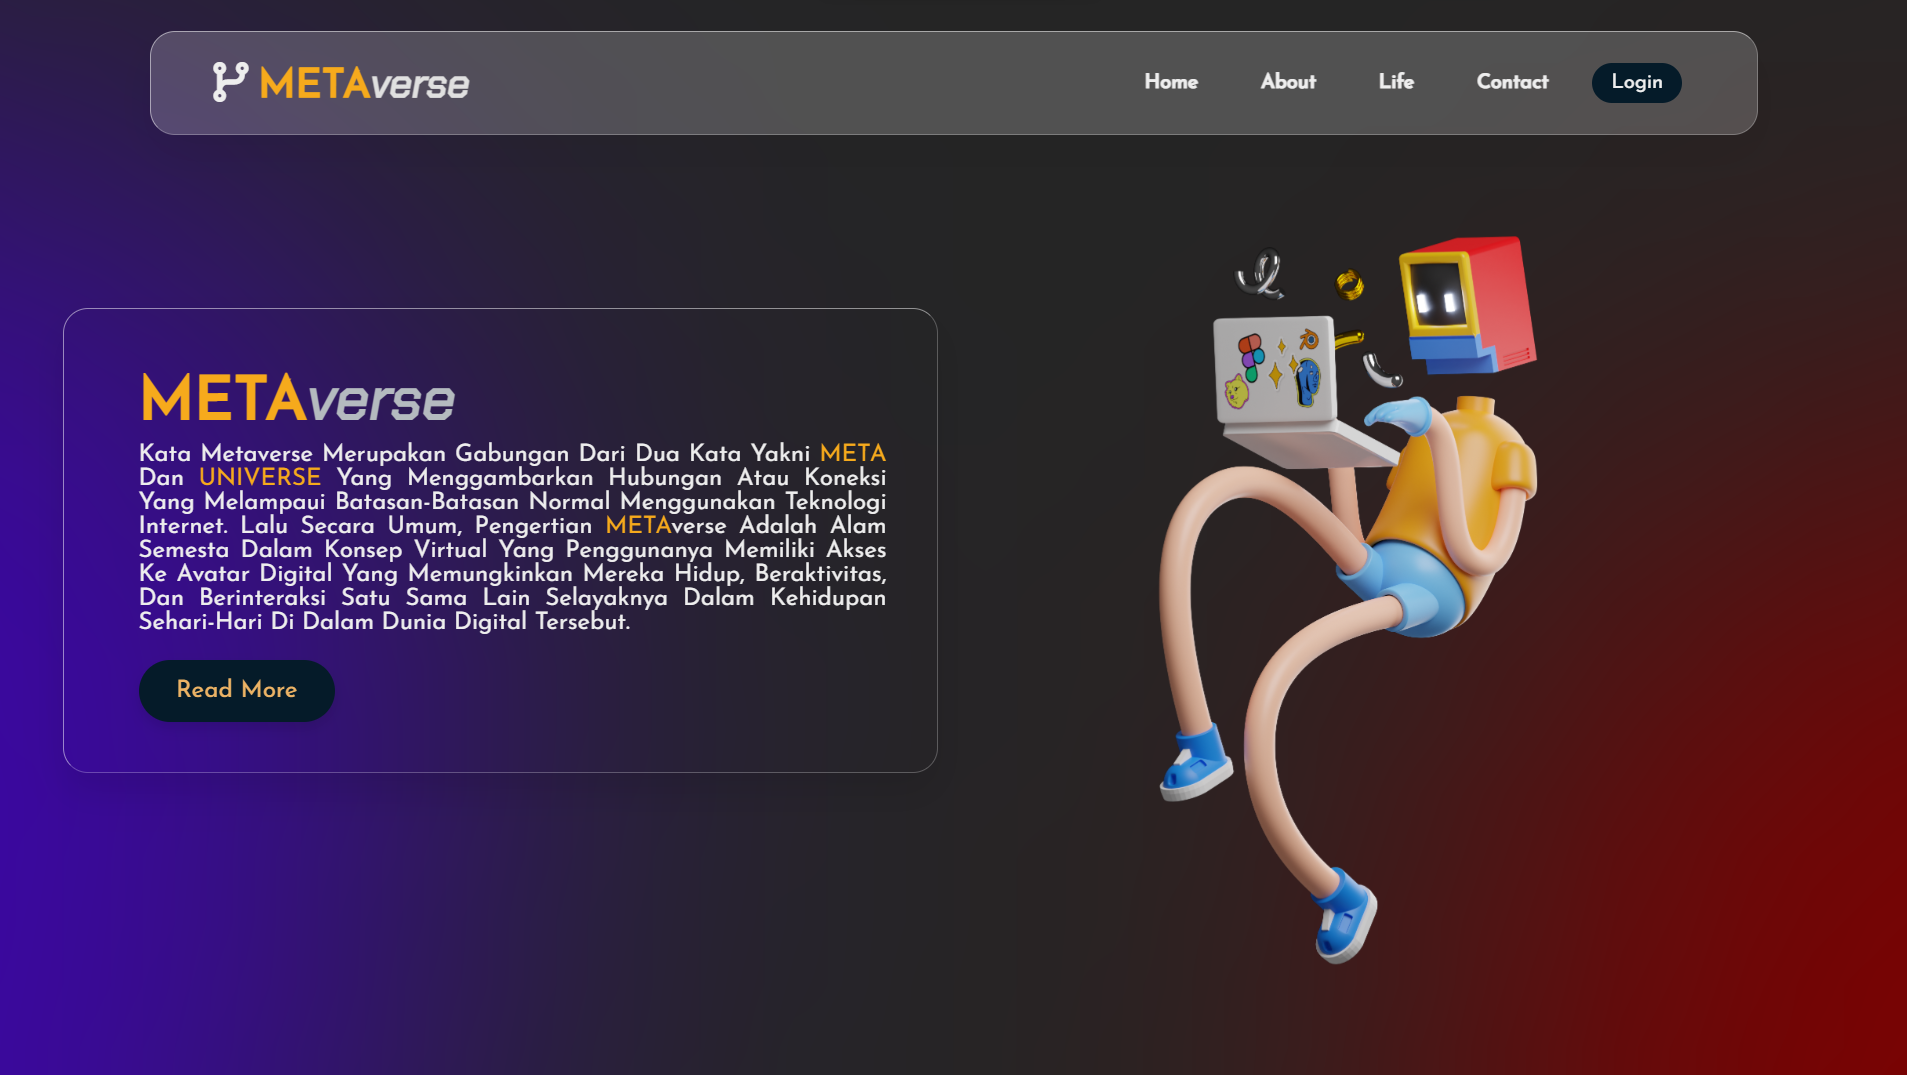 METAverse
Home About Life Contact Login
METAverse
Kata Metaverse Merupakan Gabungan Dari Dua Kata Yakni META
Dan UNIVERSE Yang Menggambarkan Hubungan Atau Koneksi
Yang Melampaui Batasan-Batasan Normal Menggunakan Teknologi
Internet. Lalu Secara Umum, Pengertian METAverse Adalah Alam
Semesta Dalam Konsep Virtual Yang Penggunanya Memiliki Akses
Ke Avatar Digital Yang Memungkinkan Mereka Hidup, Beraktivitas,
Dan Berinteraksi Satu Sama Lain Selayaknya Dalam Kehidupan
Sehari-Hari Di Dalam Dunia Digital Tersebut.
Read More